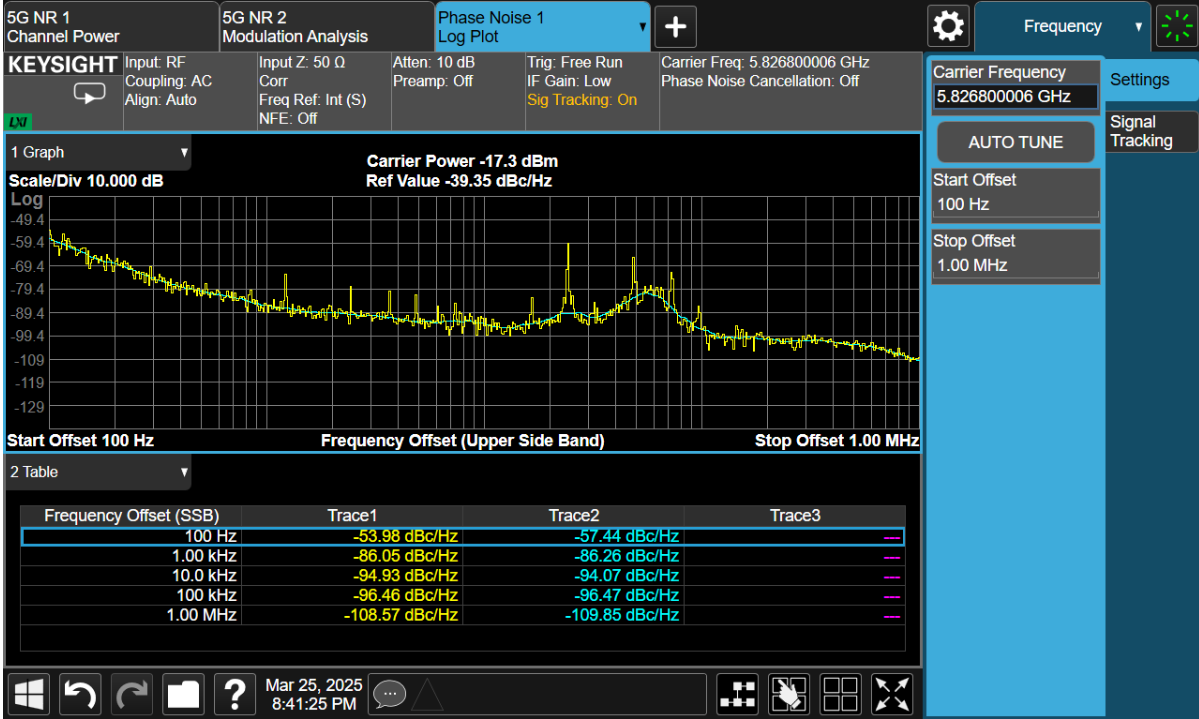 5G NR 1
Channel Power
5G NR 2
Modulation Analysis
Phase Noise 1
Log Plot
Frequency
KEYSIGHT
LXI
Input: RF
Coupling: AC
Align: Auto
Input Z: 50 Ω
Corr
Freq Ref: Int (S)
NFE: Off
Atten: 10 dB
Preamp: Off
Trig: Free Run
IF Gain: Low
Sig Tracking: On
Carrier Freq: 5.826800006 GHz
Phase Noise Cancellation: Off
Carrier Frequency
5.826800006 GHz
AUTO TUNE
Start Offset
100 Hz
Stop Offset
1.00 MHz
Settings
Signal
Tracking
1 Graph
Scale/Div 10.000 dB
Carrier Power -17.3 dBm
Ref Value -39.35 dBc/Hz
Log
-49.4
-59.4
-69.4
-79.4
-89.4
-99.4
-109
-119
-129
Start Offset 100 Hz
Frequency Offset (Upper Side Band)
Stop Offset 1.00 MHz
2 Table
Frequency Offset (SSB) Trace1 Trace2 Trace3
100 Hz -53.98 dBc/Hz -57.44 dBc/Hz ---
1.00 kHz -86.05 dBc/Hz -86.26 dBc/Hz ---
10.0 kHz -94.93 dBc/Hz -94.07 dBc/Hz ---
100 kHz -96.46 dBc/Hz -96.47 dBc/Hz ---
1.00 MHz -108.57 dBc/Hz -109.85 dBc/Hz ---
?
Mar 25, 2025
8:41:25 PM